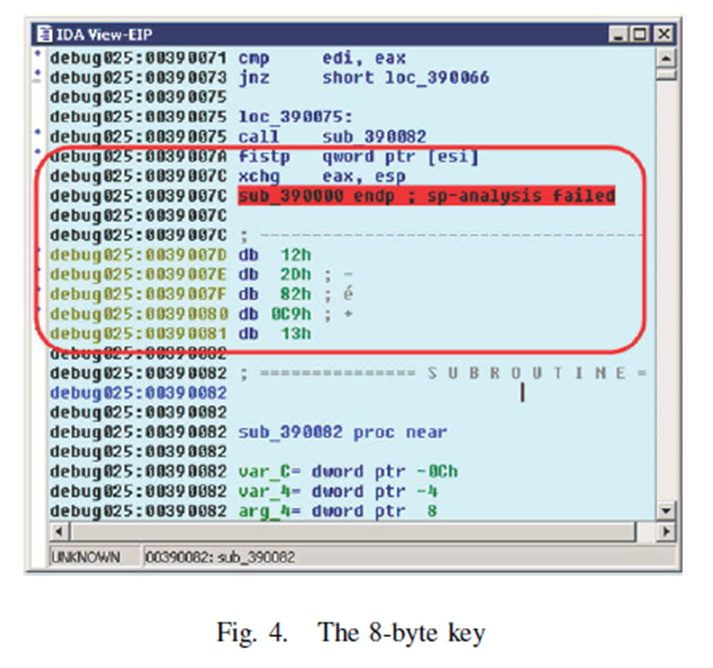 IDA View-EIP
debug025:00390071 cmp edi, eax
debug025:00390073 jnz short loc_390066
debug025:00390075
debug025:00390075 loc_390075:
debug025:00390075 call sub_390082
debug025:0039007A fistp qword ptr [esi]
debug025:0039007C xchg eax, esp
debug025:0039007C sub_390000 endp ; sp-analysis failed
debug025:0039007C
debug025:0039007C ; ----------------------------------------
debug025:0039007D db 12h
debug025:0039007E db 2Dh ; -
debug025:0039007F db 82h ; é
debug025:00390080 db 0C9h ; +
debug025:00390081 db 13h
debug025:00390082
debug025:00390082 ; =============== S U B R O U T I N E =
debug025:00390082
debug025:00390082
debug025:00390082 sub_390082 proc near
debug025:00390082
debug025:00390082 var_C= dword ptr -0Ch
debug025:00390082 var_4= dword ptr -4
debug025:00390082 arg_4= dword ptr 8
UNKNOWN 00390082: sub_390082
Fig. 4. The 8-byte key